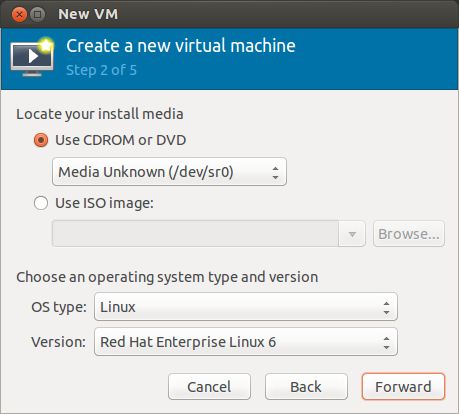 New VM
Create a new virtual machine
Step 2 of 5
Locate your install media
Use CDROM or DVD
Media Unknown (/dev/sr0)
Use ISO image:
Browse...
Choose an operating system type and version
OS type: Linux
Version: Red Hat Enterprise Linux 6
Cancel Back Forward